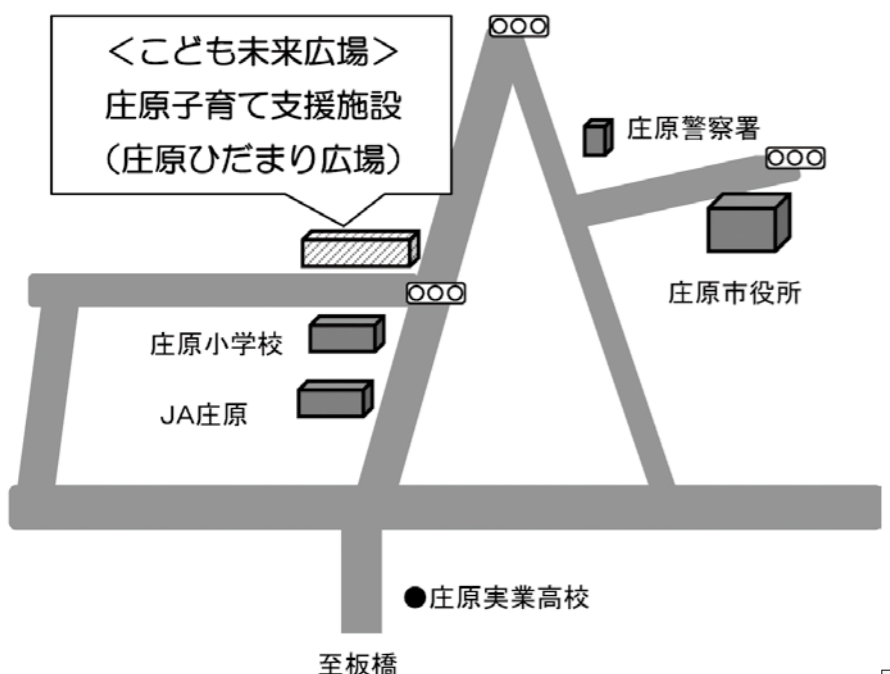 ＜こども未来広場＞
庄原子育て支援施設
（庄原ひだまり広場）
庄原警察署
庄原市役所
庄原小学校
JA庄原
●庄原実業高校
至板橋